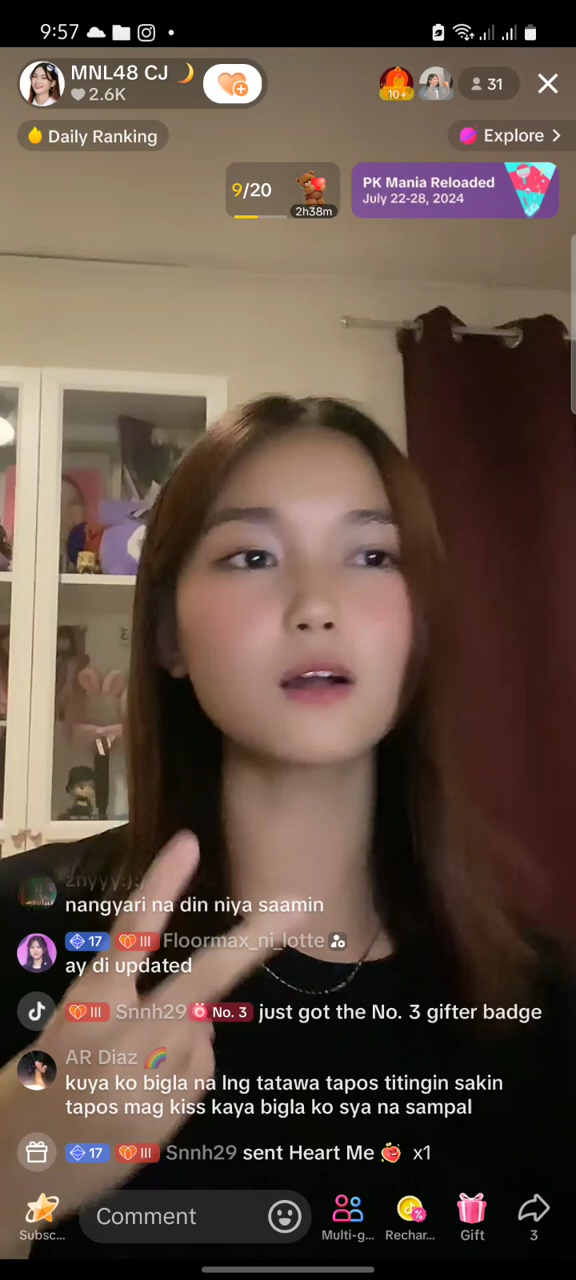 9:57
MNL48 CJ 🌙
2.6K
10+
1
31
Daily Ranking
Explore >
9/20
2h38m
PK Mania Reloaded
July 22-28, 2024
nangyari na din niya saamin
17 III Floormax_ni_lotte
ay di updated
III Snnh29 No. 3 just got the No. 3 gifter badge
AR Diaz 🌈
kuya ko bigla na lng tatawa tapos titingin sakin
tapos mag kiss kaya bigla ko sya na sampal
17 III Snnh29 sent Heart Me x1
Comment
Subsc...
Multi-g...
Rechar...
Gift
3